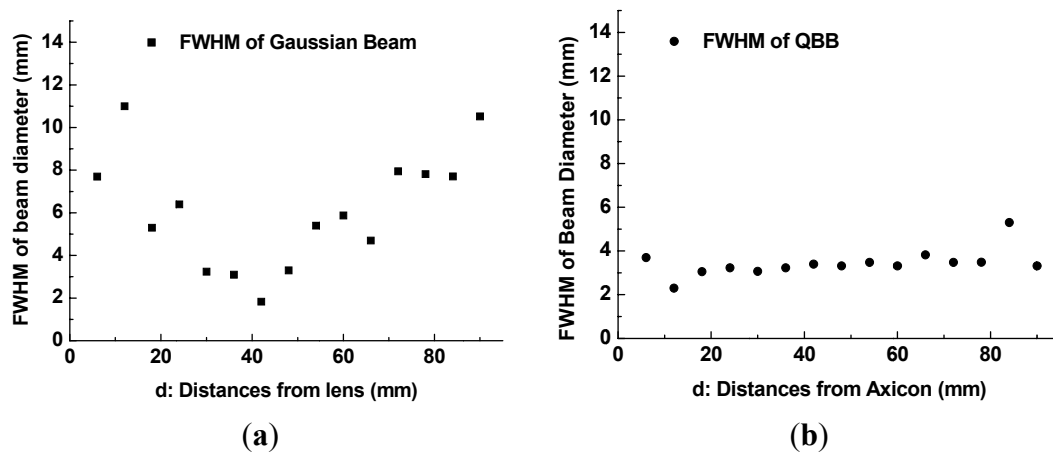 FWHM of Gaussian Beam
FWHM of beam diameter (mm)
14
12
10
8
6
4
2
0
0 20 40 60 80
d: Distances from lens (mm)
(a)
FWHM of QBB
FWHM of Beam Diameter (mm)
14
12
10
8
6
4
2
0
0 20 40 60 80
d: Distances from Axicon (mm)
(b)